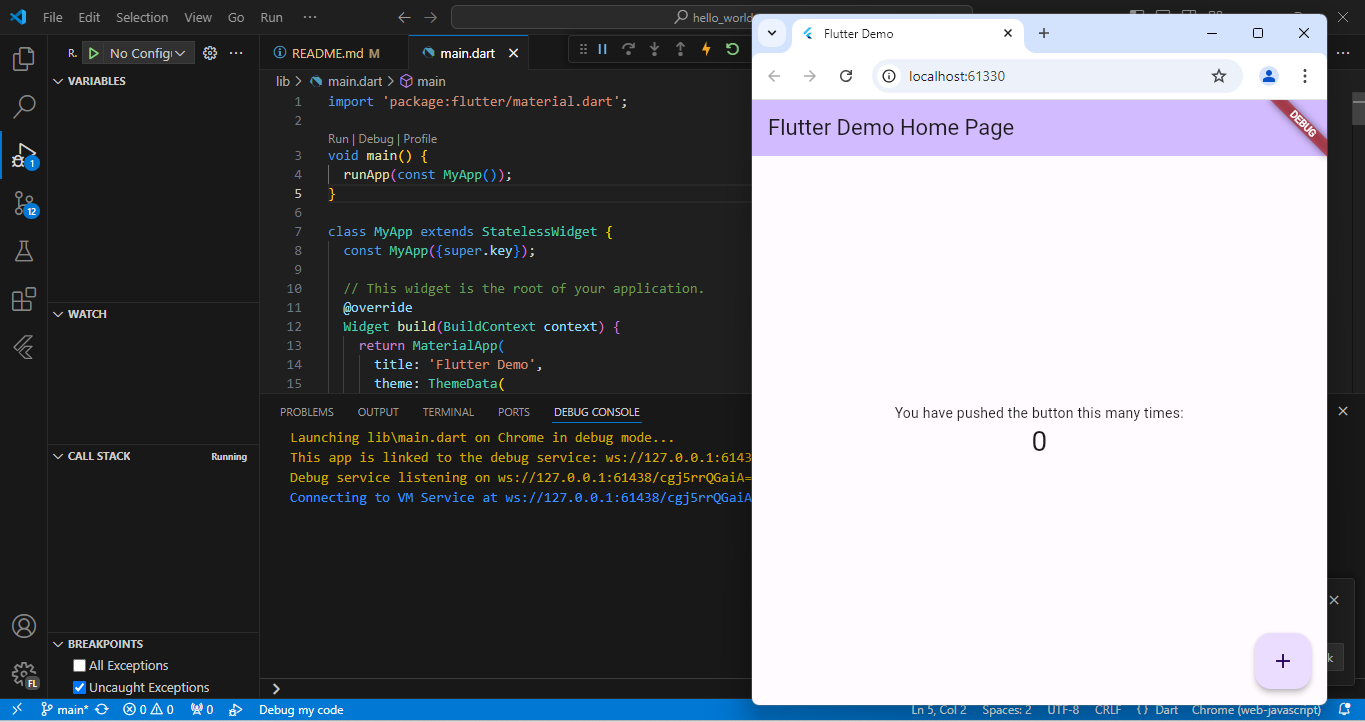 File Edit Selection View Go Run ···
hello_world
R. No Config
README.md M
main.dart
lib > main.dart > main
VARIABLES
WATCH
CALL STACK
Running
BREAKPOINTS
All Exceptions
Uncaught Exceptions
1
12
FL
1 import 'package:flutter/material.dart';
2
Run | Debug | Profile
3 void main() {
4 runApp(const MyApp());
5 }
6
7 class MyApp extends StatelessWidget {
8 const MyApp({super.key});
9
10 // This widget is the root of your application.
11 @override
12 Widget build(BuildContext context) {
13 return MaterialApp(
14 title: 'Flutter Demo',
15 theme: ThemeData(
PROBLEMS OUTPUT TERMINAL PORTS DEBUG CONSOLE
Launching lib\main.dart on Chrome in debug mode...
This app is linked to the debug service: ws://127.0.0.1:6143
Debug service listening on ws://127.0.0.1:61438/cgj5rrQGaiA=
Connecting to VM Service at ws://127.0.0.1:61438/cgj5rrQGaiA
Flutter Demo
localhost:61330
Flutter Demo Home Page
DEBUG
You have pushed the button this many times:
0
+
k
main* 0 0 0 Debug my code
Ln 5, Col 2 Spaces: 2 UTF-8 CRLF {} Dart Chrome (web-javascript)